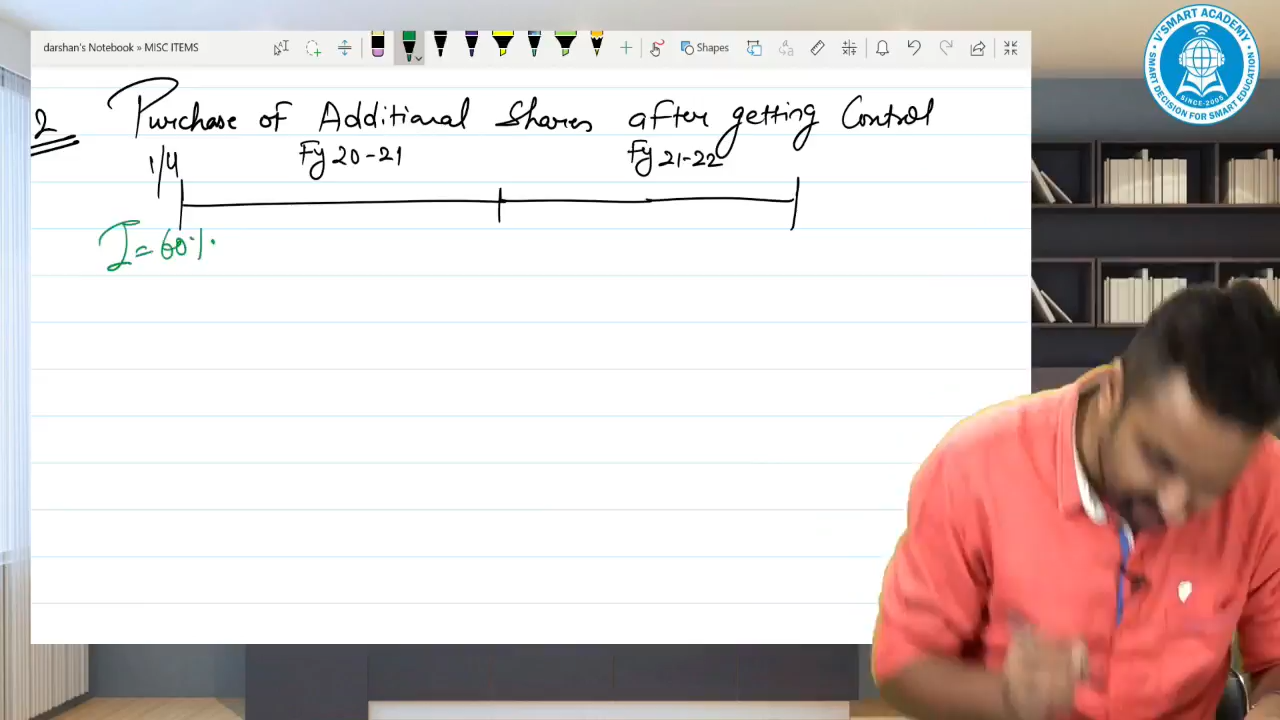 darshan's Notebook » MISC ITEMS
Shapes
V'SMART ACADEMY
SINCE-2005
SMART DECISION FOR SMART EDUCATION.
2 Purchase of Additional Shares after getting Control
1/4 Fy 20-21 Fy 21-22
I = 60%.